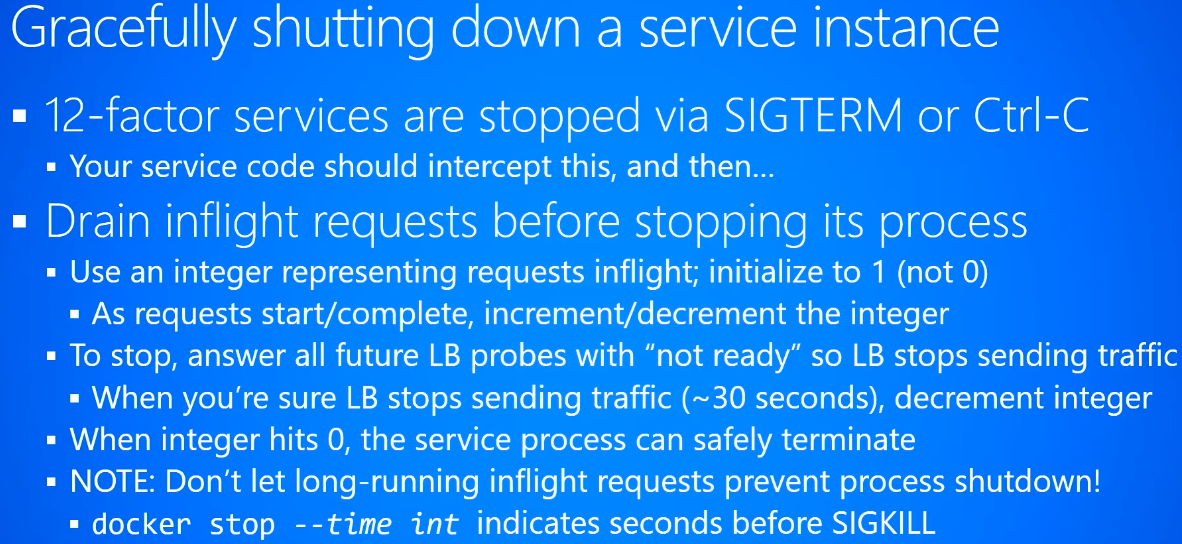 Gracefully shutting down a service instance
▪ 12-factor services are stopped via SIGTERM or Ctrl-C
▪ Your service code should intercept this, and then…
▪ Drain inflight requests before stopping its process
▪ Use an integer representing requests inflight; initialize to 1 (not 0)
▪ As requests start/complete, increment/decrement the integer
▪ To stop, answer all future LB probes with “not ready” so LB stops sending traffic
▪ When you’re sure LB stops sending traffic (~30 seconds), decrement integer
▪ When integer hits 0, the service process can safely terminate
▪ NOTE: Don’t let long-running inflight requests prevent process shutdown!
▪ docker stop --time int indicates seconds before SIGKILL